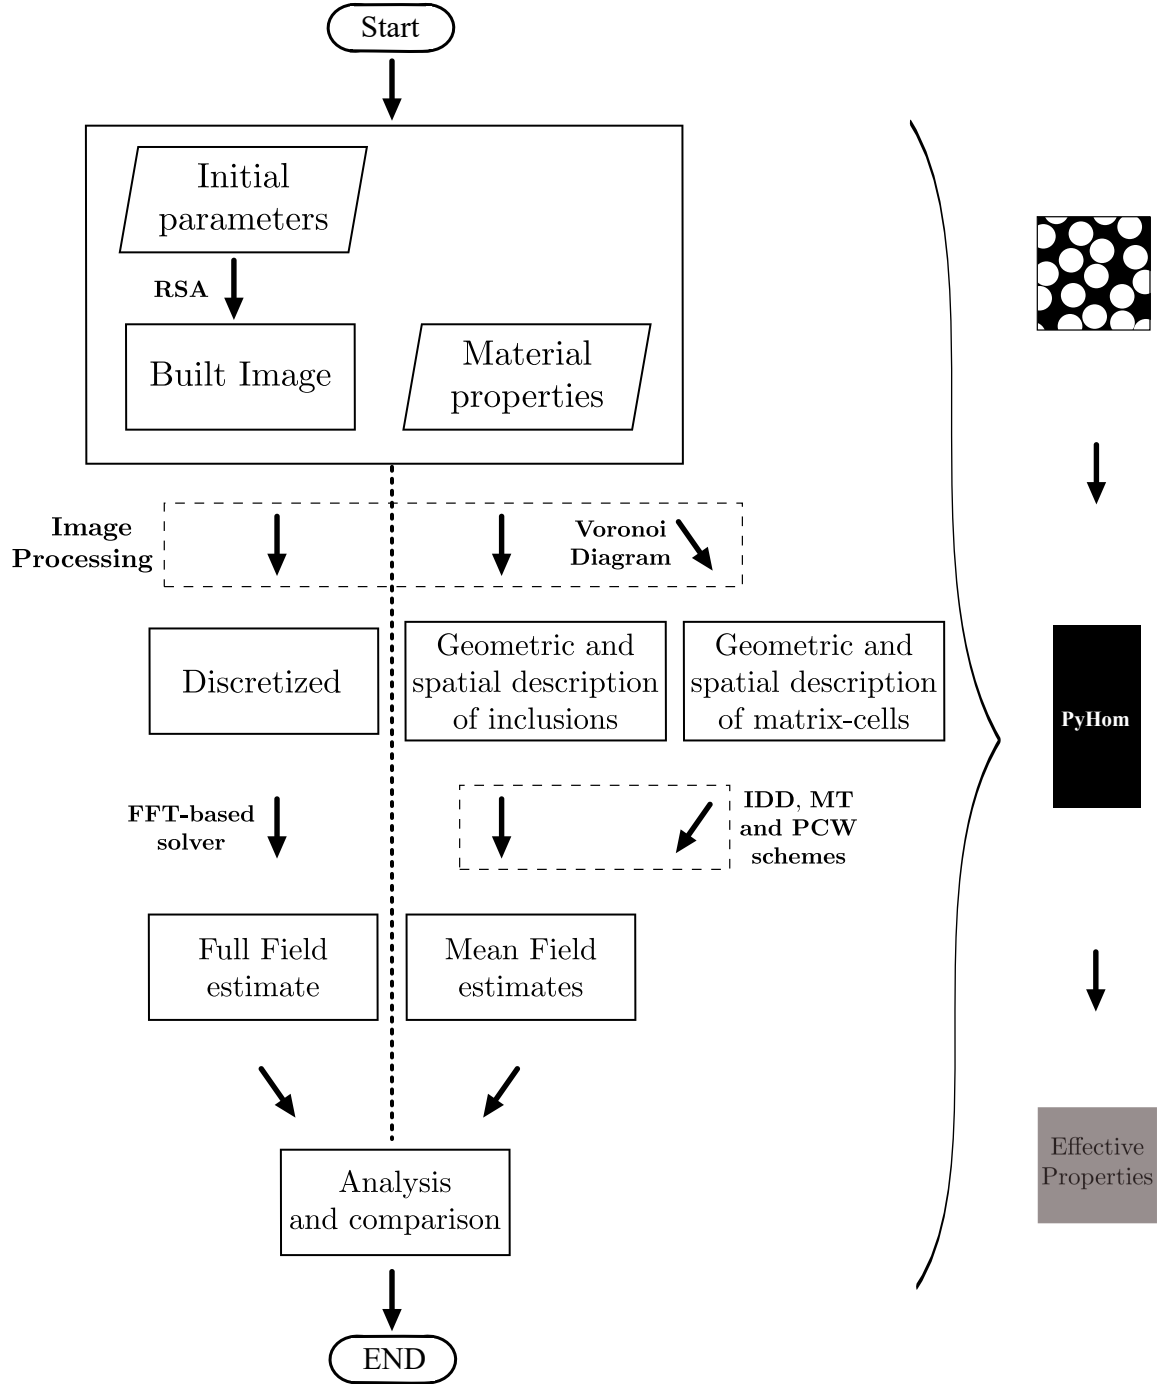 Start
Initial
parameters
RSA
Built Image
Material
properties
Image
Processing
Voronoi
Diagram
Discretized
Geometric and
spatial description
of inclusions
Geometric and
spatial description
of matrix-cells
FFT-based
solver
IDD, MT
and PCW
schemes
Full Field
estimate
Mean Field
estimates
Analysis
and comparison
END
PyHom
Effective
Properties